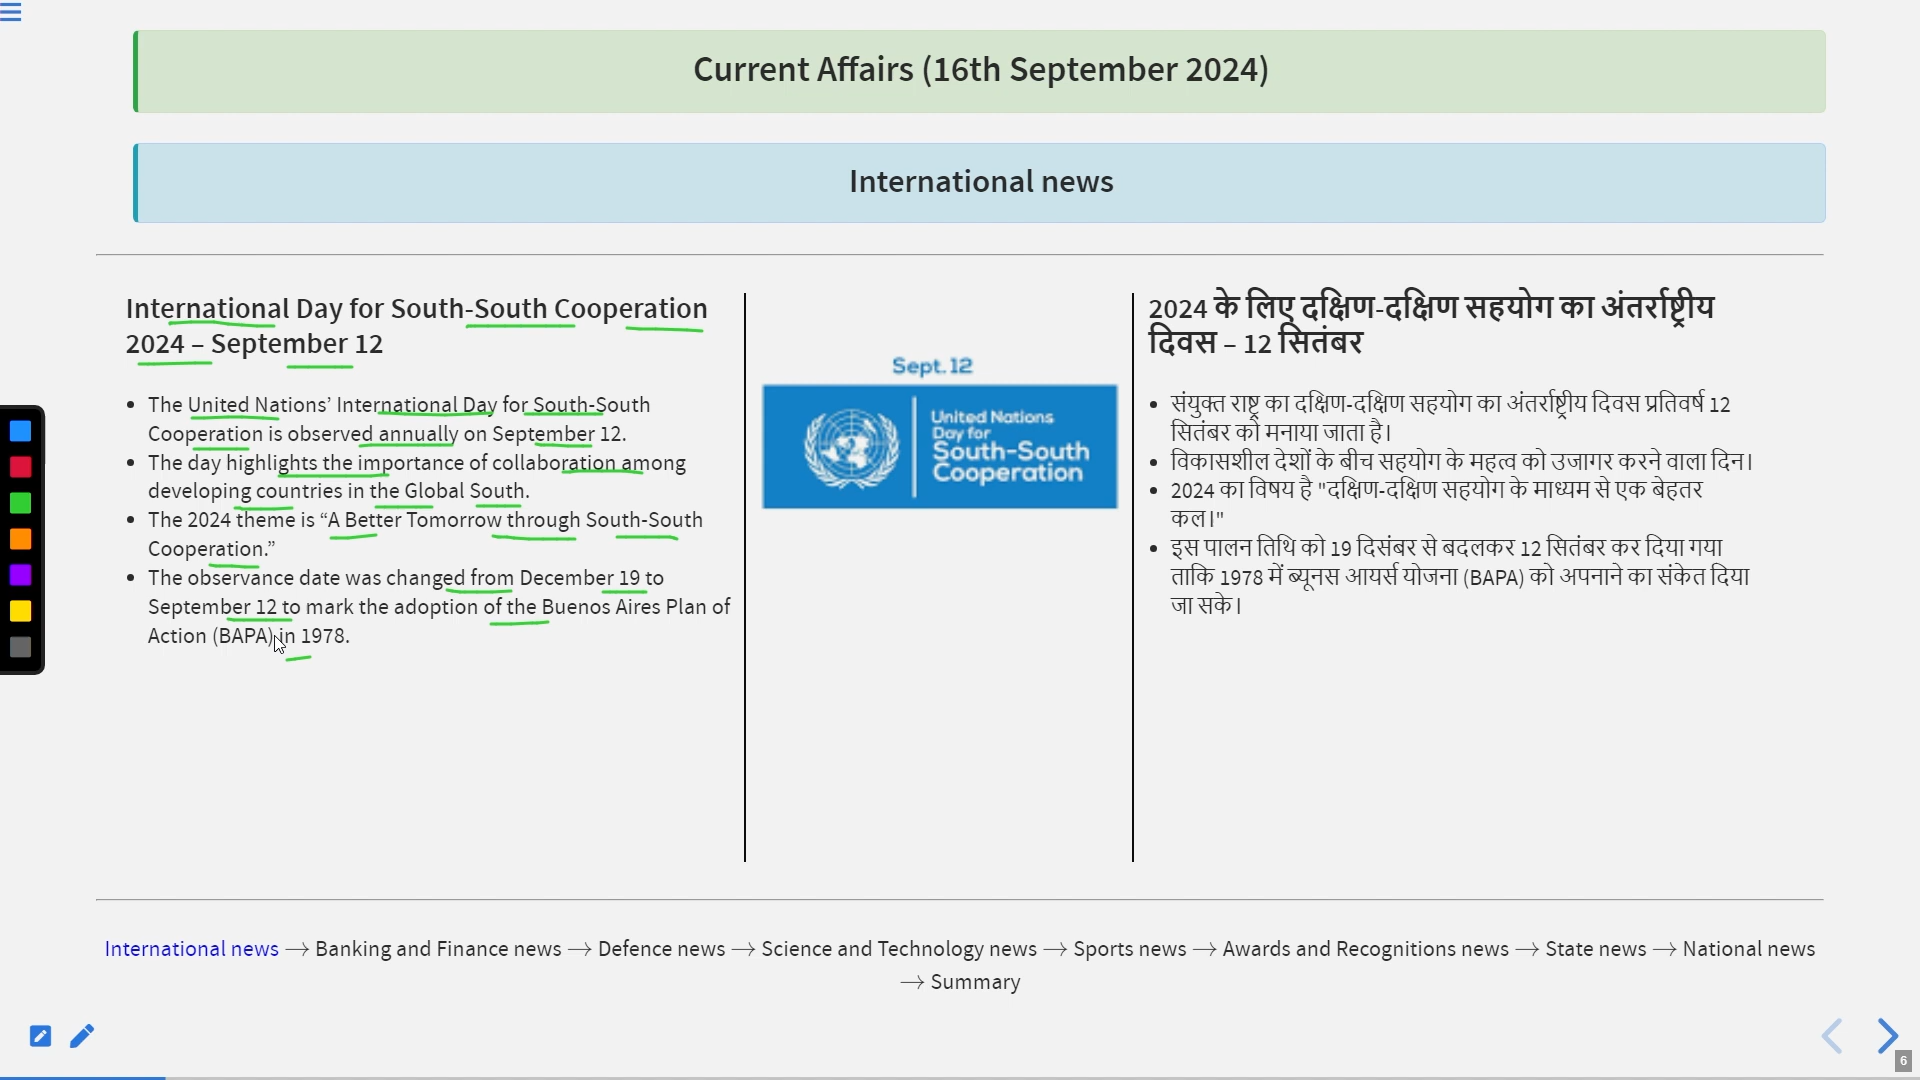 Current Affairs (16th September 2024)
International news
International Day for South-South Cooperation
2024 – September 12
• The United Nations’ International Day for South-South
Cooperation is observed annually on September 12.
• The day highlights the importance of collaboration among
developing countries in the Global South.
• The 2024 theme is “A Better Tomorrow through South-South
Cooperation.”
• The observance date was changed from December 19 to
September 12 to mark the adoption of the Buenos Aires Plan of
Action (BAPA) in 1978.
Sept. 12
United Nations
Day for
South-South
Cooperation
2024 के लिए दक्षिण-दक्षिण सहयोग का अंतर्राष्ट्रीय
दिवस – 12 सितंबर
• संयुक्त राष्ट्र का दक्षिण-दक्षिण सहयोग का अंतर्राष्ट्रीय दिवस प्रतिवर्ष 12
सितंबर को मनाया जाता है।
• विकासशील देशों के बीच सहयोग के महत्व को उजागर करने वाला दिन।
• 2024 का विषय है "दक्षिण-दक्षिण सहयोग के माध्यम से एक बेहतर
कल।"
• इस पालन तिथि को 19 दिसंबर से बदलकर 12 सितंबर कर दिया गया
ताकि 1978 में ब्यूनस आयर्स योजना (BAPA) को अपनाने का संकेत दिया
जा सके।
International news → Banking and Finance news → Defence news → Science and Technology news → Sports news → Awards and Recognitions news → State news → National news
→ Summary
6